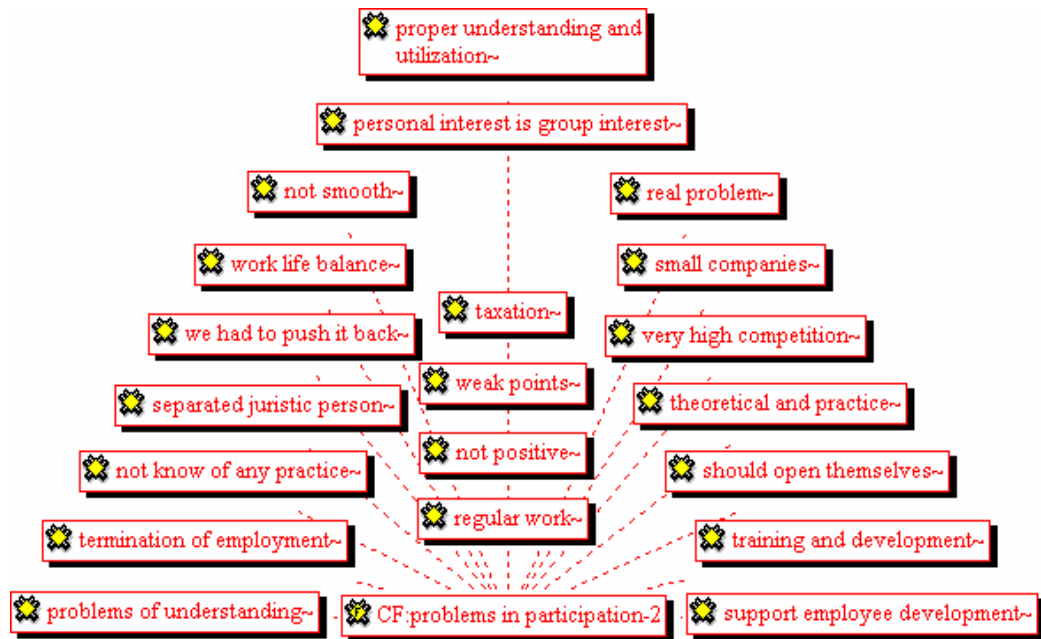 proper understanding and
utilization~
personal interest is group interest~
not smooth~
real problem~
work life balance~
small companies~
taxation~
we had to push it back~
very high competition~
weak points~
separated juristic person~
theoretical and practice~
not positive~
not know of any practice~
should open themselves~
regular work~
termination of employment~
training and development~
problems of understanding~
CF:problems in participation-2
support employee development~